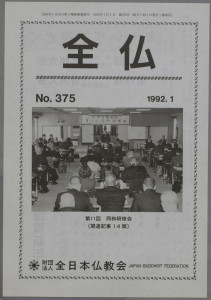 全仏
No. 375
1992. 1
第11回 同和研修会
(関連記事14頁)
財団法人 全日本仏教会 JAPAN BUDDHIST FEDERATION